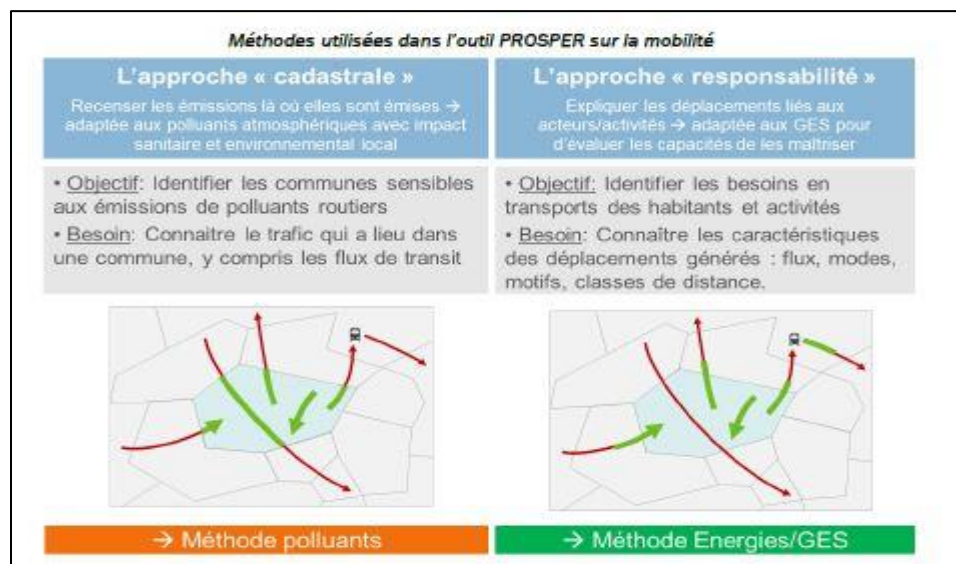 Méthodes utilisées dans l'outil PROSPER sur la mobilité
L'approche « cadastrale »
Recenser les émissions là où elles sont émises →
adaptée aux polluants atmosphériques avec impact
sanitaire et environnemental local
• Objectif: Identifier les communes sensibles
aux émissions de polluants routiers
• Besoin: Connaitre le trafic qui a lieu dans
une commune, y compris les flux de transit
→ Méthode polluants
L'approche « responsabilité »
Expliquer les déplacements liés aux
acteurs/activités → adaptée aux GES pour
d'évaluer les capacités de les maîtriser
• Objectif: Identifier les besoins en
transports des habitants et activités
• Besoin: Connaître les caractéristiques
des déplacements générés : flux, modes,
motifs, classes de distance.
→ Méthode Energies/GES